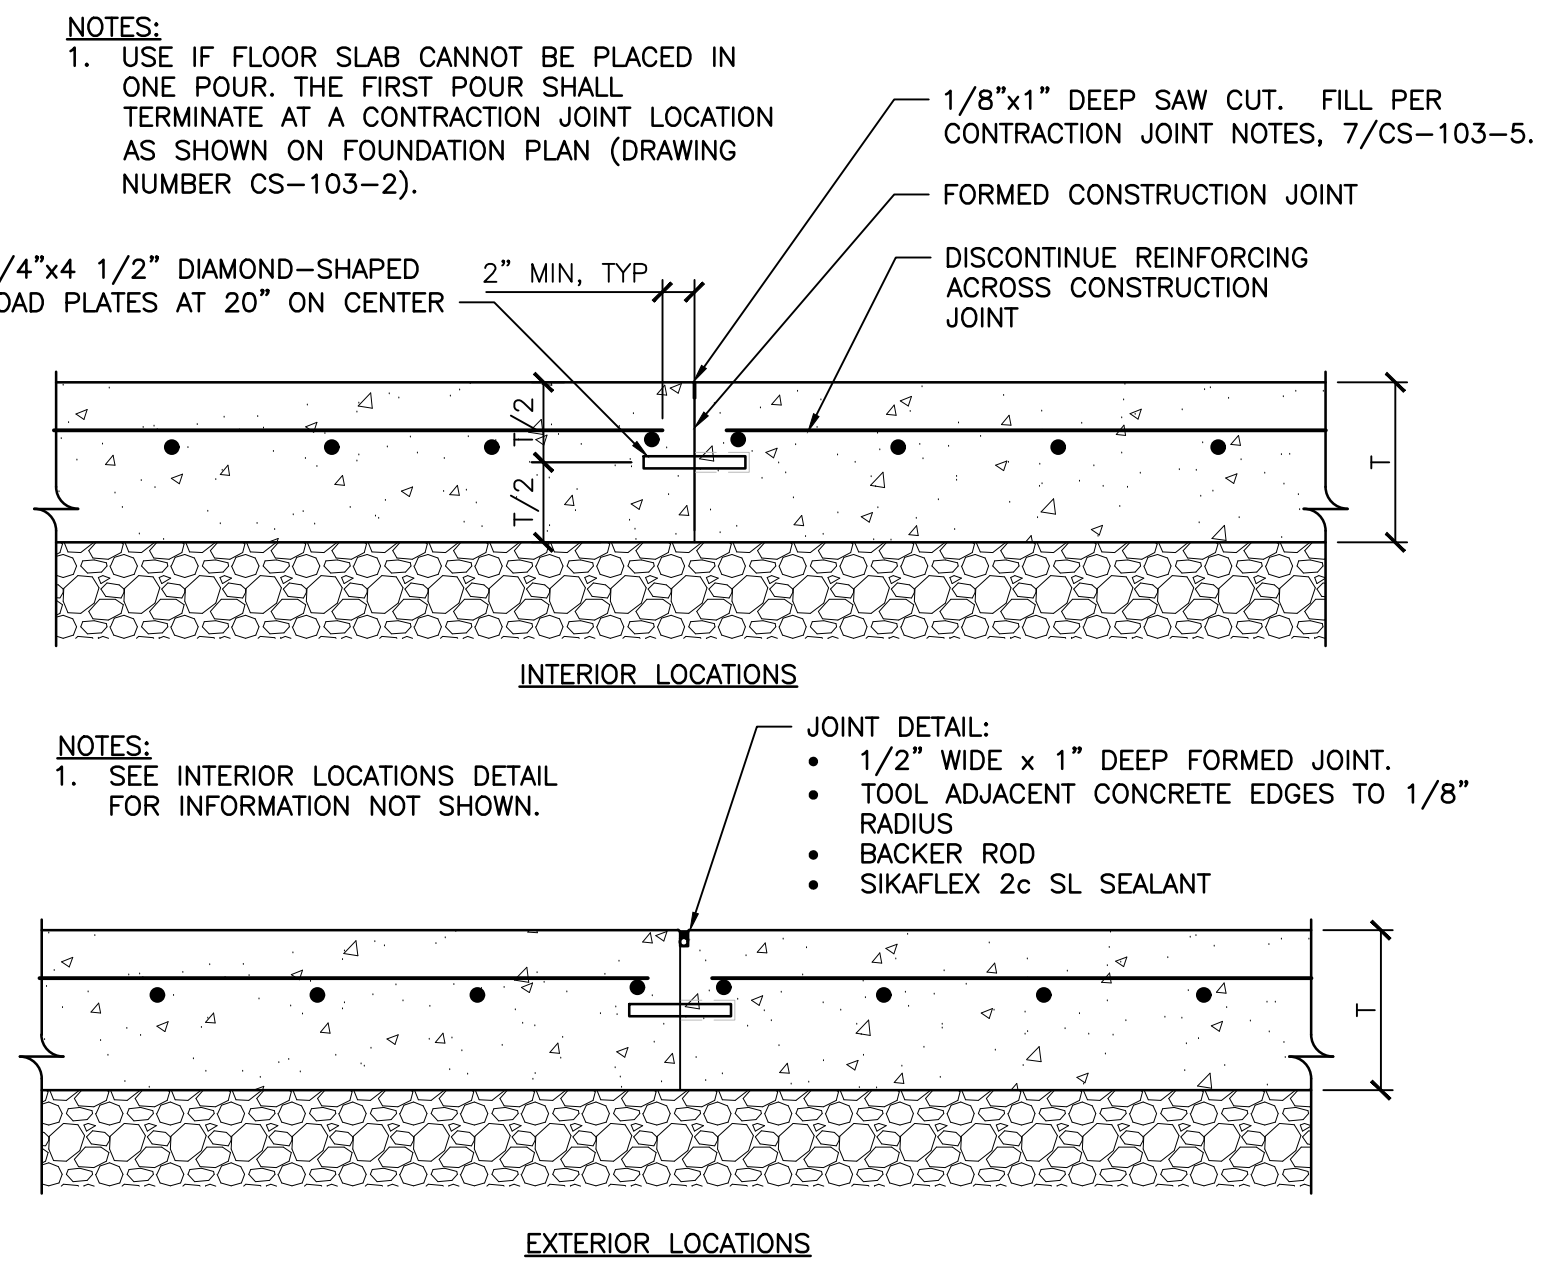 NOTES:
1. USE IF FLOOR SLAB CANNOT BE PLACED IN
ONE POUR. THE FIRST POUR SHALL
TERMINATE AT A CONTRACTION JOINT LOCATION
AS SHOWN ON FOUNDATION PLAN (DRAWING
NUMBER CS-103-2).
1/8"x1" DEEP SAW CUT. FILL PER
CONTRACTION JOINT NOTES, 7/CS-103-5.
FORMED CONSTRUCTION JOINT
DISCONTINUE REINFORCING
ACROSS CONSTRUCTION
JOINT
/4"x4 1/2" DIAMOND-SHAPED
OAD PLATES AT 20" ON CENTER
2" MIN, TYP
T/2
T/2
T
INTERIOR LOCATIONS
NOTES:
1. SEE INTERIOR LOCATIONS DETAIL
FOR INFORMATION NOT SHOWN.
JOINT DETAIL:
• 1/2" WIDE x 1" DEEP FORMED JOINT.
• TOOL ADJACENT CONCRETE EDGES TO 1/8"
RADIUS
• BACKER ROD
• SIKAFLEX 2c SL SEALANT
T
EXTERIOR LOCATIONS